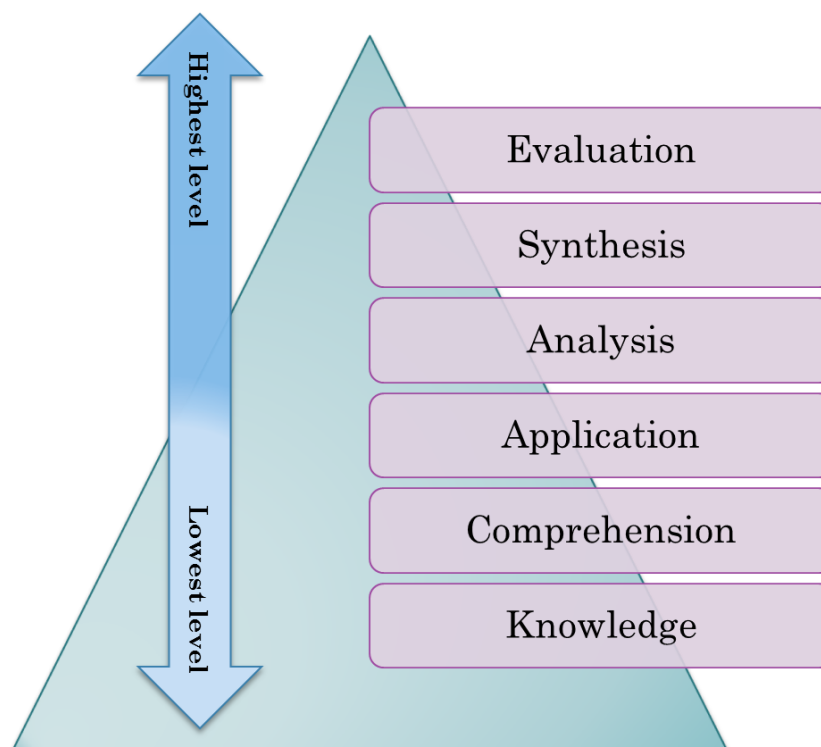 Highest level
Lowest level
Evaluation
Synthesis
Analysis
Application
Comprehension
Knowledge